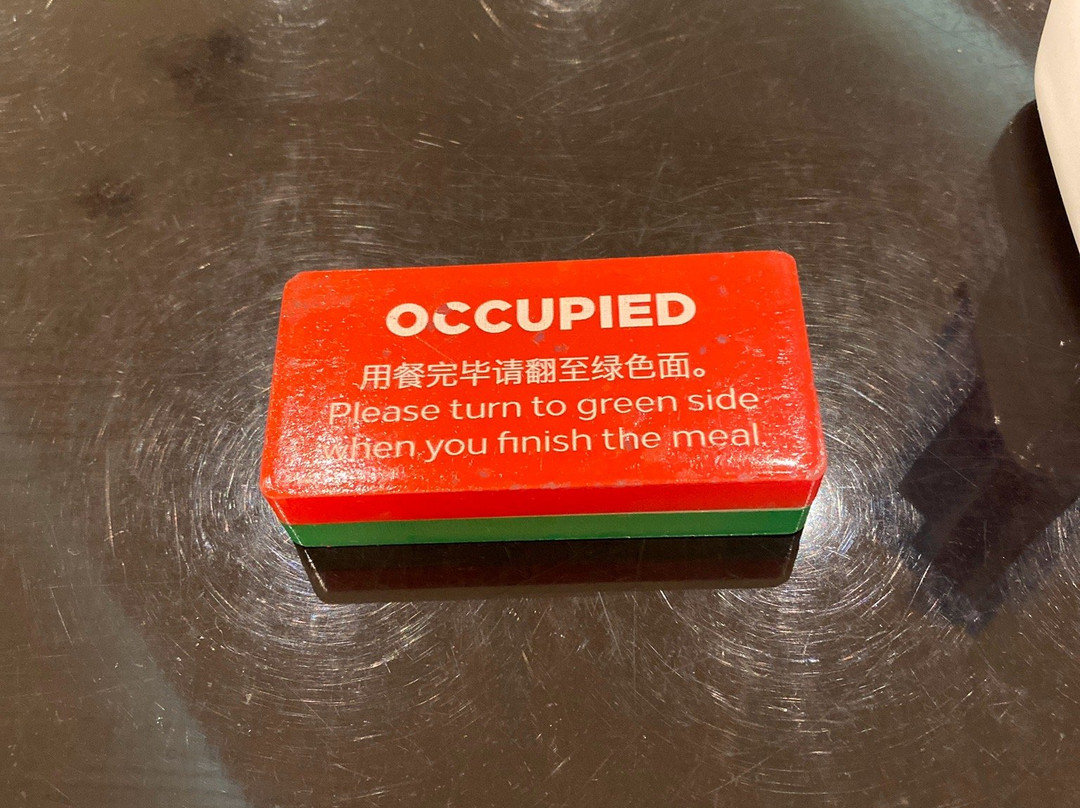 OCCUPIED
用餐完毕请翻至绿色面。
Please turn to green side
when you finish the meal